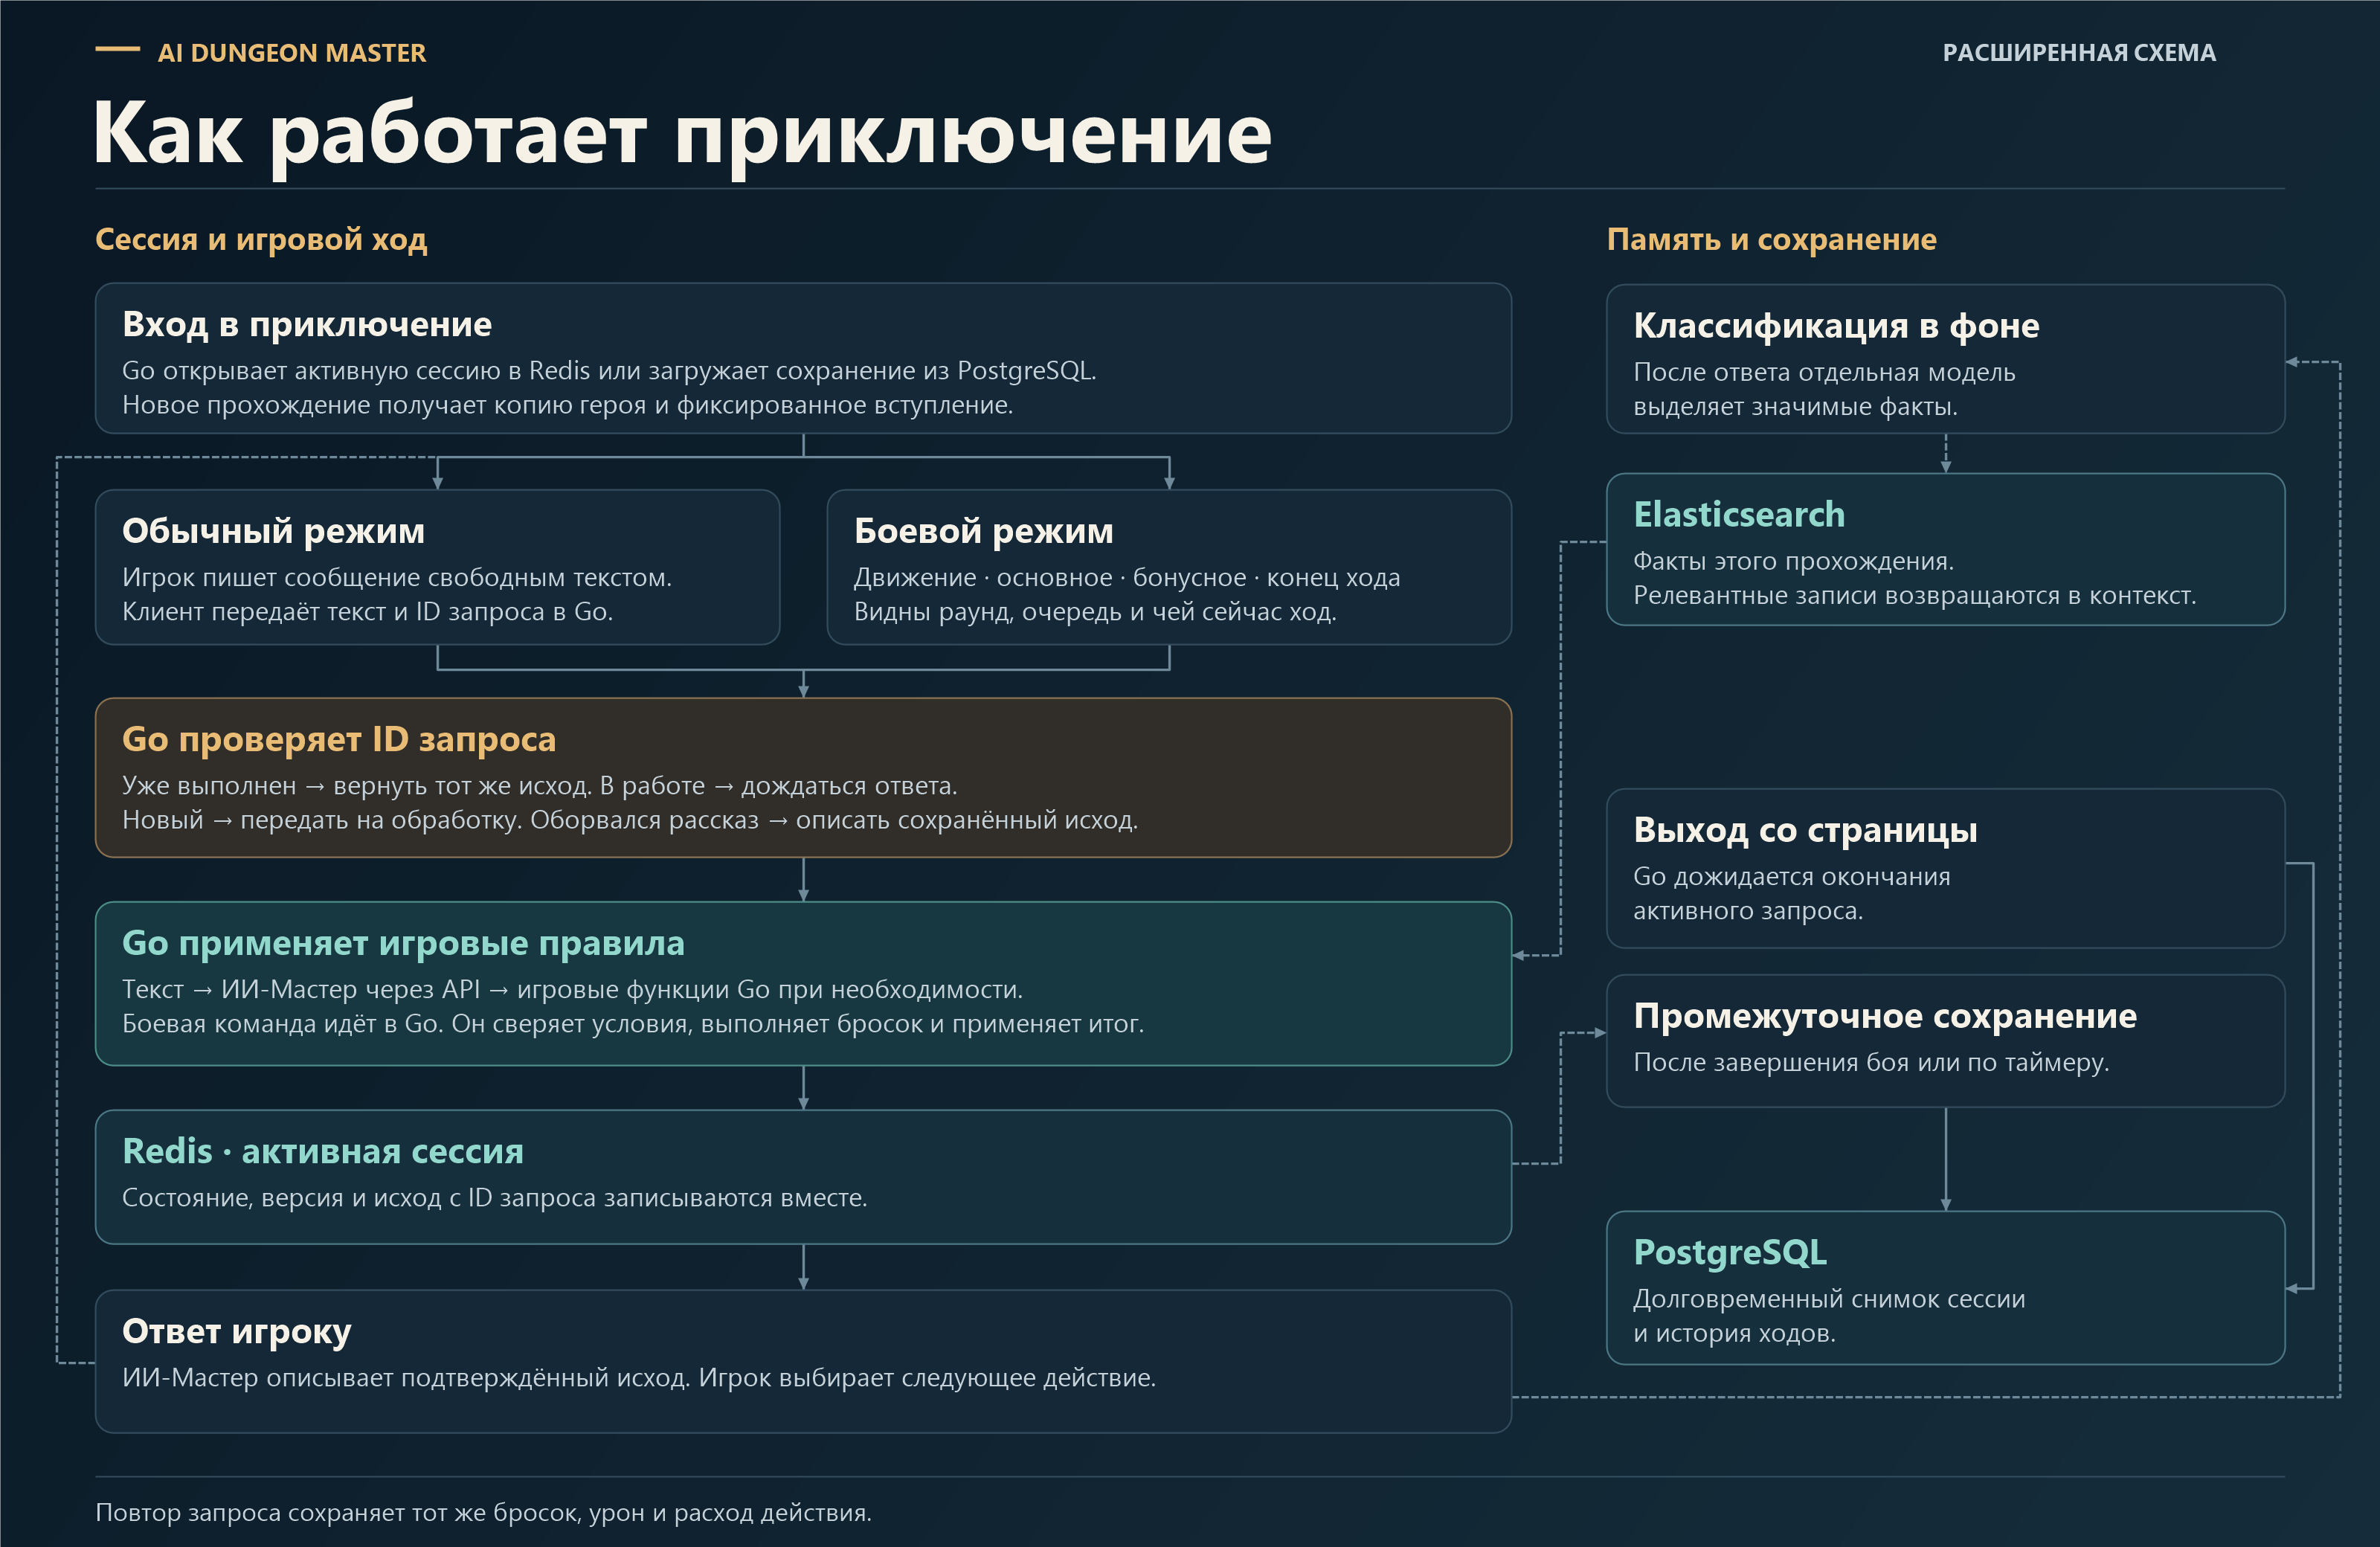 AI DUNGEON MASTER
РАСШИРЕННАЯ СХЕМА
Как работает приключение
Сессия и игровой ход
Вход в приключение
Go открывает активную сессию в Redis или загружает сохранение из PostgreSQL.
Новое прохождение получает копию героя и фиксированное вступление.
Обычный режим
Игрок пишет сообщение свободным текстом.
Клиент передаёт текст и ID запроса в Go.
Боевой режим
Движение · основное · бонусное · конец хода
Видны раунд, очередь и чей сейчас ход.
Go проверяет ID запроса
Уже выполнен → вернуть тот же исход. В работе → дождаться ответа.
Новый → передать на обработку. Оборвался рассказ → описать сохранённый исход.
Go применяет игровые правила
Текст → ИИ-Мастер через API → игровые функции Go при необходимости.
Боевая команда идёт в Go. Он сверяет условия, выполняет бросок и применяет итог.
Redis · активная сессия
Состояние, версия и исход с ID запроса записываются вместе.
Ответ игроку
ИИ-Мастер описывает подтверждённый исход. Игрок выбирает следующее действие.
Память и сохранение
Классификация в фоне
После ответа отдельная модель
выделяет значимые факты.
Elasticsearch
Факты этого прохождения.
Релевантные записи возвращаются в контекст.
Выход со страницы
Go дожидается окончания
активного запроса.
Промежуточное сохранение
После завершения боя или по таймеру.
PostgreSQL
Долговременный снимок сессии
и история ходов.
Повтор запроса сохраняет тот же бросок, урон и расход действия.